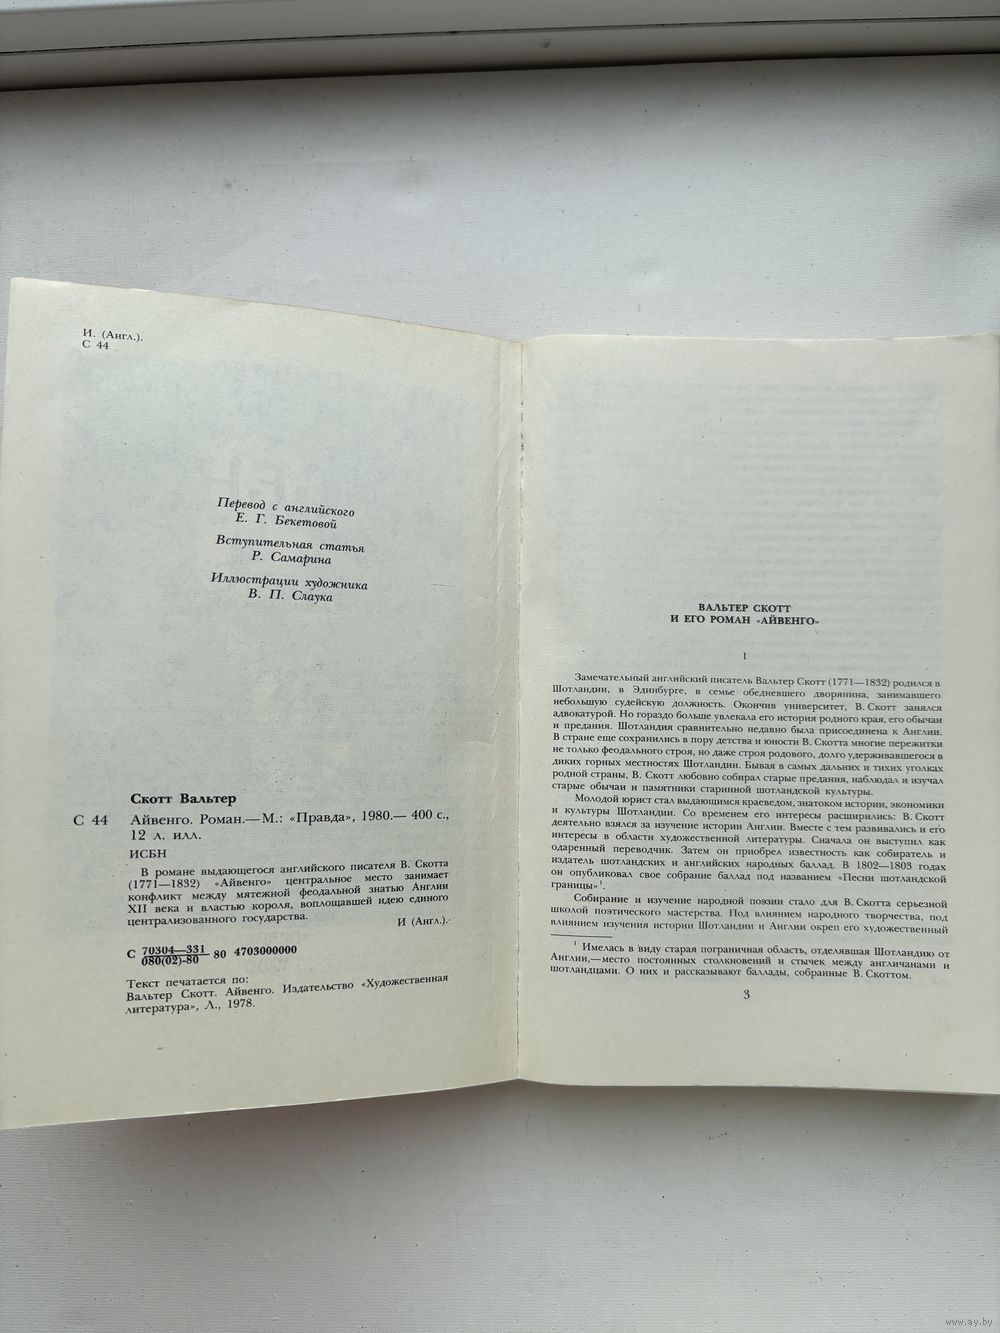 И. (Англ.).
С 44
Перевод с английского
Е. Г. Бекетовой
Вступительная статья
Р. Самарина
Иллюстрации художника
В. П. Слаука
Скотт Вальтер
С 44 Айвенго. Роман.— М.: «Правда», 1980.— 400 с.,
12 л. илл.
ИСБН
В романе выдающегося английского писателя В. Скотта
(1771—1832) «Айвенго» центральное место занимает
конфликт между мятежной феодальной знатью Англии
XII века и властью короля, воплощавшей идею единого
централизованного государства.
И (Англ.).
С 70304—331
080(02)-80 80 4703000000
Текст печатается по:
Вальтер Скотт. Айвенго. Издательство «Художественная
литература», Л., 1978.
ВАЛЬТЕР СКОТТ
И ЕГО РОМАН «АЙВЕНГО»
I
Замечательный английский писатель Вальтер Скотт (1771—1832) родился в
Шотландии, в Эдинбурге, в семье обедневшего дворянина, занимавшего
небольшую судейскую должность. Окончив университет, В. Скотт занялся
адвокатурой. Но гораздо больше увлекала его история родного края, его обычаи
и предания. Шотландия сравнительно недавно была присоединена к Англии.
В стране еще сохранились в пору детства и юности В. Скотта многие пережитки
не только феодального строя, но даже строя родового, долго удерживавшегося в
диких горных местностях Шотландии. Бывая в самых дальних и тихих уголках
родной страны, В. Скотт любовно собирал старые предания, наблюдал и изучал
старые обычаи и памятники старинной шотландской культуры.
Молодой юрист стал выдающимся краеведом, знатоком истории, экономики
и культуры Шотландии. Со временем его интересы расширились: В. Скотт
деятельно взялся за изучение истории Англии. Вместе с тем развивались и его
интересы в области художественной литературы. Сначала он выступил как
одаренный переводчик. Затем он приобрел известность как собиратель и
издатель шотландских и английских народных баллад. В 1802—1803 годах
он опубликовал свое собрание баллад под названием «Песни шотландской
границы»¹.
Собирание и изучение народной поэзии стало для В. Скотта серьезной
школой поэтического мастерства. Под влиянием народного творчества, под
влиянием изучения истории Шотландии и Англии окреп его художественный
¹ Имелась в виду старая пограничная область, отделявшая Шотландию от
Англии,—место постоянных столкновений и стычек между англичанами и
шотландцами. О них и рассказывают баллады, собранные В. Скоттом.
3
www.ay.by